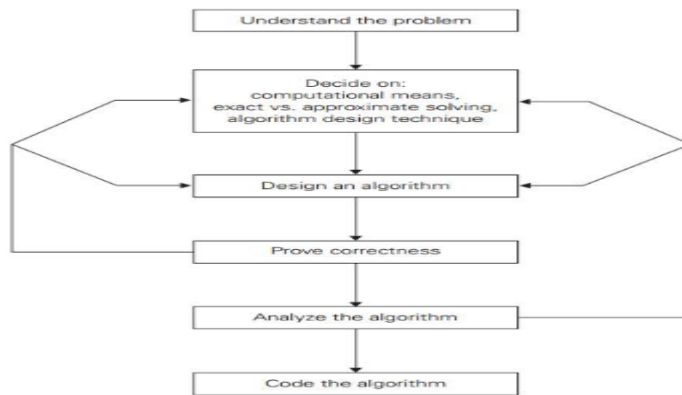 Understand the problem
Decide on:
computational means,
exact vs. approximate solving,
algorithm design technique
Design an algorithm
Prove correctness
Analyze the algorithm
Code the algorithm